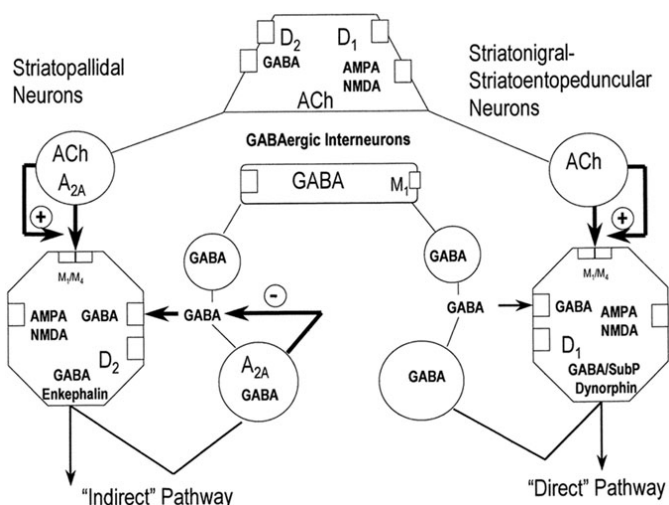 Striatopallidal
Neurons
D2
GABA
D1
AMPA
NMDA
ACh
Striatonigral-
Striatoentopeduncular
Neurons
GABAergic Interneurons
GABA
M1
ACh
A2A
+
ACh
+
GABA
GABA
M1/M4
AMPA
NMDA
GABA
D2
GABA
Enkephalin
GABA
-
A2A
GABA
GABA
GABA
M1/M4
GABA
AMPA
NMDA
D1
GABA/SubP
Dynorphin
"Indirect" Pathway
"Direct" Pathway